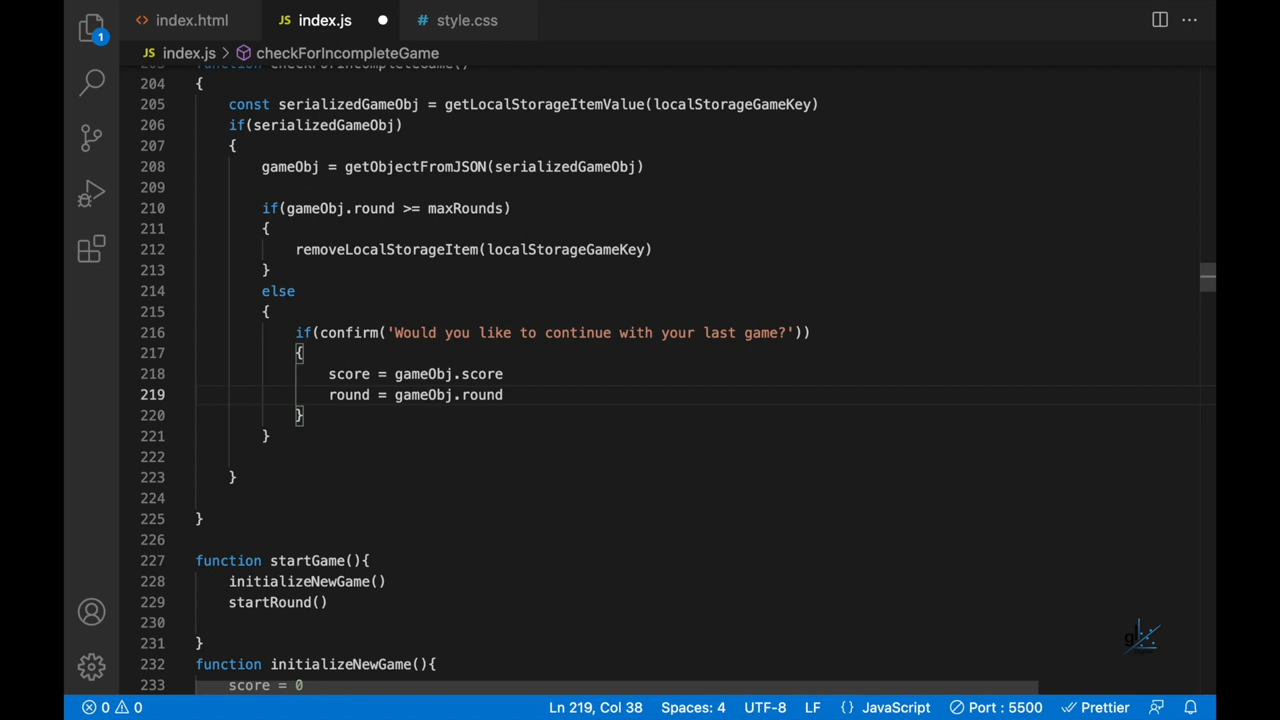 <> index.html JS index.js # style.css
1
JS index.js > checkForIncompleteGame
203 function checkForIncompleteGame()
204 {
205 const serializedGameObj = getLocalStorageItemValue(localStorageGameKey)
206 if(serializedGameObj)
207 {
208 gameObj = getObjectFromJSON(serializedGameObj)
209
210 if(gameObj.round >= maxRounds)
211 {
212 removeLocalStorageItem(localStorageGameKey)
213 }
214 else
215 {
216 if(confirm('Would you like to continue with your last game?'))
217 {
218 score = gameObj.score
219 round = gameObj.round
220 }
221 }
222
223 }
224
225 }
226
227 function startGame(){
228 initializeNewGame()
229 startRound()
230
231 }
232 function initializeNewGame(){
233 score = 0
0 0 Ln 219, Col 38 Spaces: 4 UTF-8 LF {} JavaScript Port : 5500 Prettier